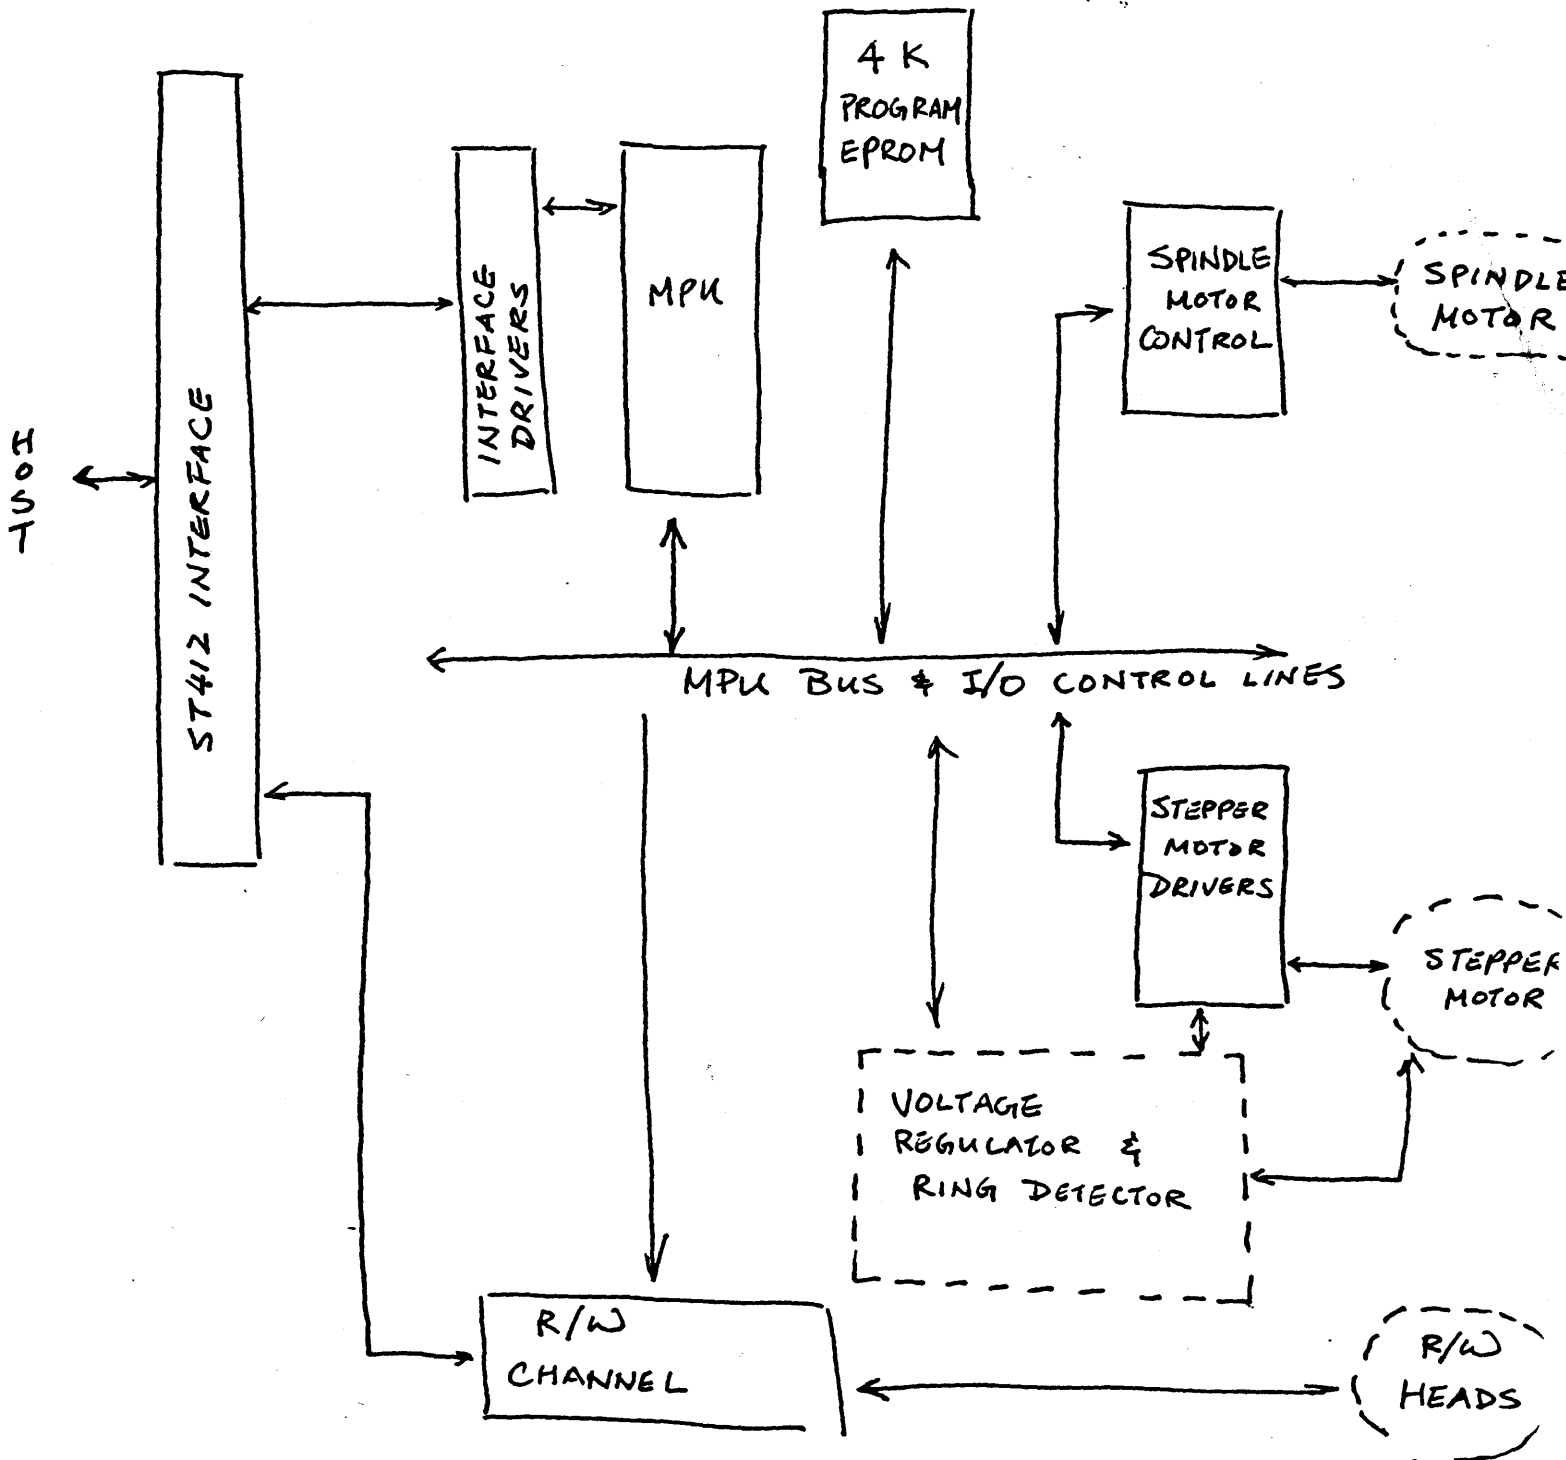 4 K
PROGRAM
EPROM
HOST
ST412 INTERFACE
INTERFACE
DRIVERS
MPU
SPINDLE
MOTOR
CONTROL
SPINDLE
MOTOR
MPU BUS & I/O CONTROL LINES
STEPPER
MOTOR
DRIVERS
STEPPER
MOTOR
VOLTAGE
REGULATOR &
RING DETECTOR
R/W
CHANNEL
R/W
HEADS